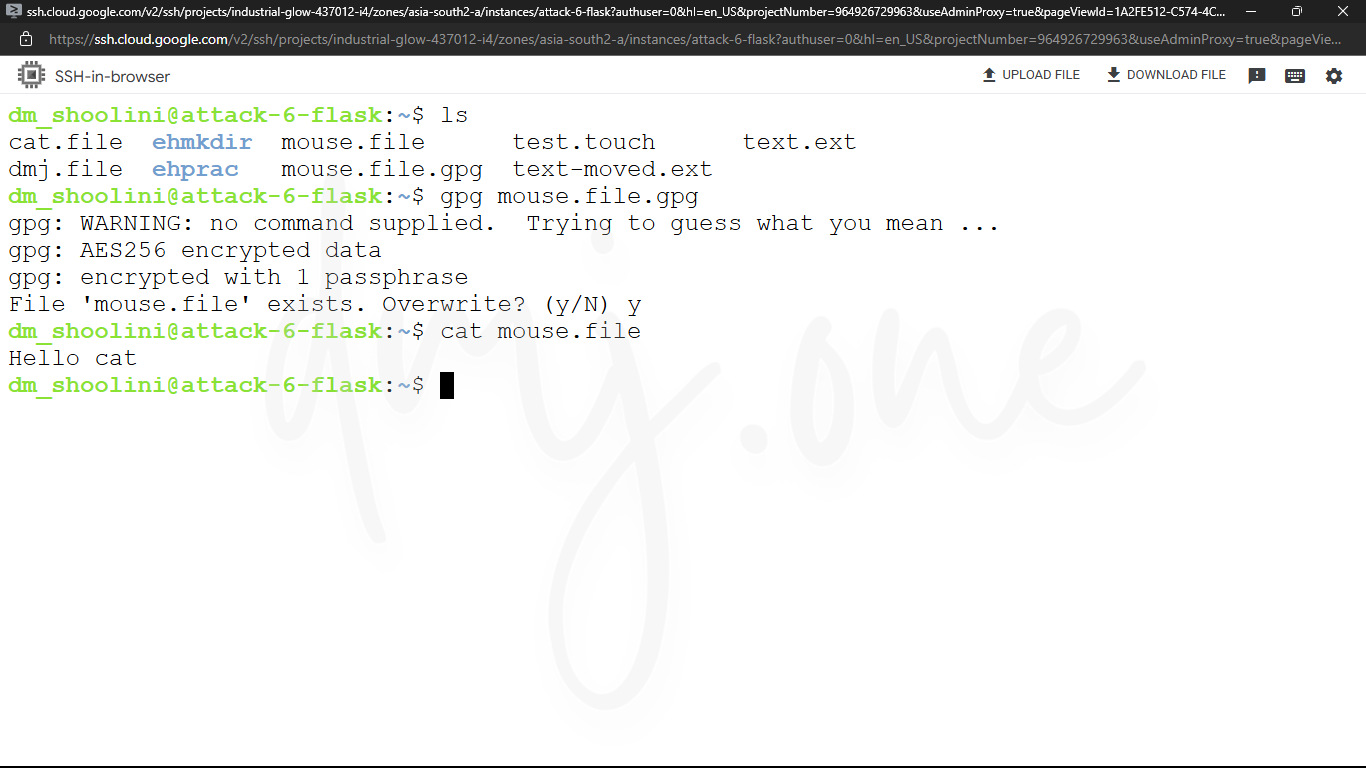 ssh.cloud.google.com/v2/ssh/projects/industrial-glow-437012-i4/zones/asia-south2-a/instances/attack-6-flask?authuser=0&hl=en_US&projectNumber=964926729963&useAdminProxy=true&pageViewId=1A2FE512-C574-4C...
https://ssh.cloud.google.com/v2/ssh/projects/industrial-glow-437012-i4/zones/asia-south2-a/instances/attack-6-flask?authuser=0&hl=en_US&projectNumber=964926729963&useAdminProxy=true&pageVie...
SSH-in-browser UPLOAD FILE DOWNLOAD FILE
dm_shoolini@attack-6-flask:~$ ls
cat.file ehmkdir mouse.file test.touch text.ext
dmj.file ehprac mouse.file.gpg text-moved.ext
dm_shoolini@attack-6-flask:~$ gpg mouse.file.gpg
gpg: WARNING: no command supplied. Trying to guess what you mean ...
gpg: AES256 encrypted data
gpg: encrypted with 1 passphrase
File 'mouse.file' exists. Overwrite? (y/N) y
dm_shoolini@attack-6-flask:~$ cat mouse.file
Hello cat
dm_shoolini@attack-6-flask:~$
dmj.one